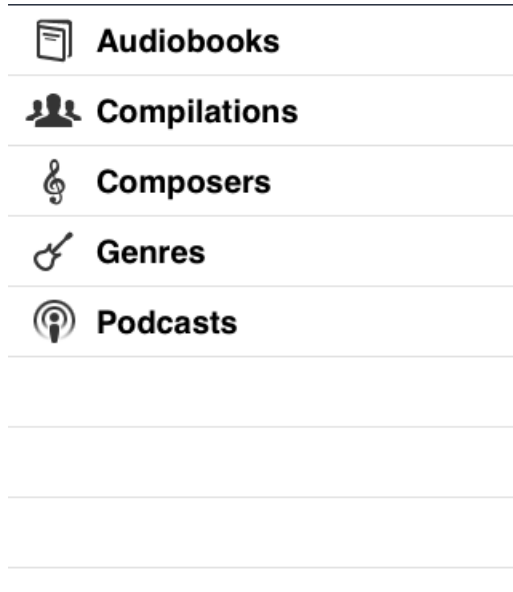 Audiobooks
Compilations
Composers
Genres
Podcasts